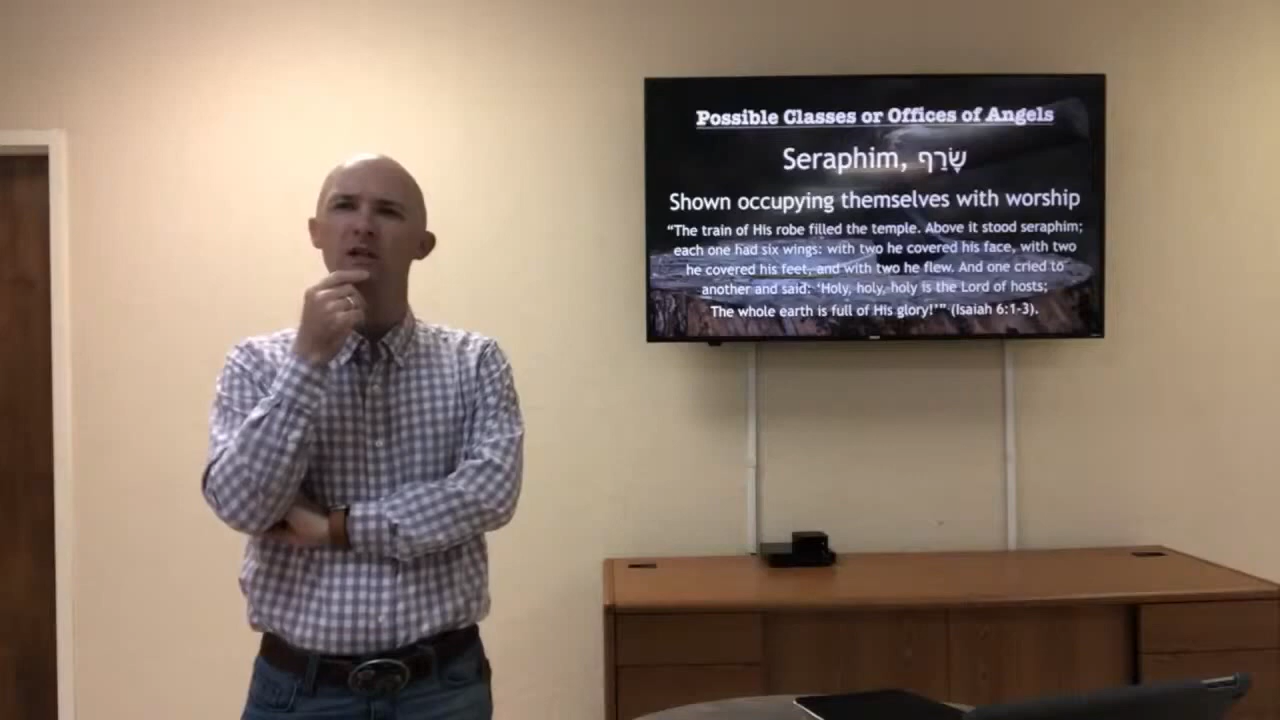 Possible Classes or Offices of Angels
Seraphim, שָׂרַף
Shown occupying themselves with worship
“The train of His robe filled the temple. Above it stood seraphim;
each one had six wings: with two he covered his face, with two
he covered his feet, and with two he flew. And one cried to
another and said: ‘Holy, holy, holy is the Lord of hosts;
The whole earth is full of His glory!’” (Isaiah 6:1-3).